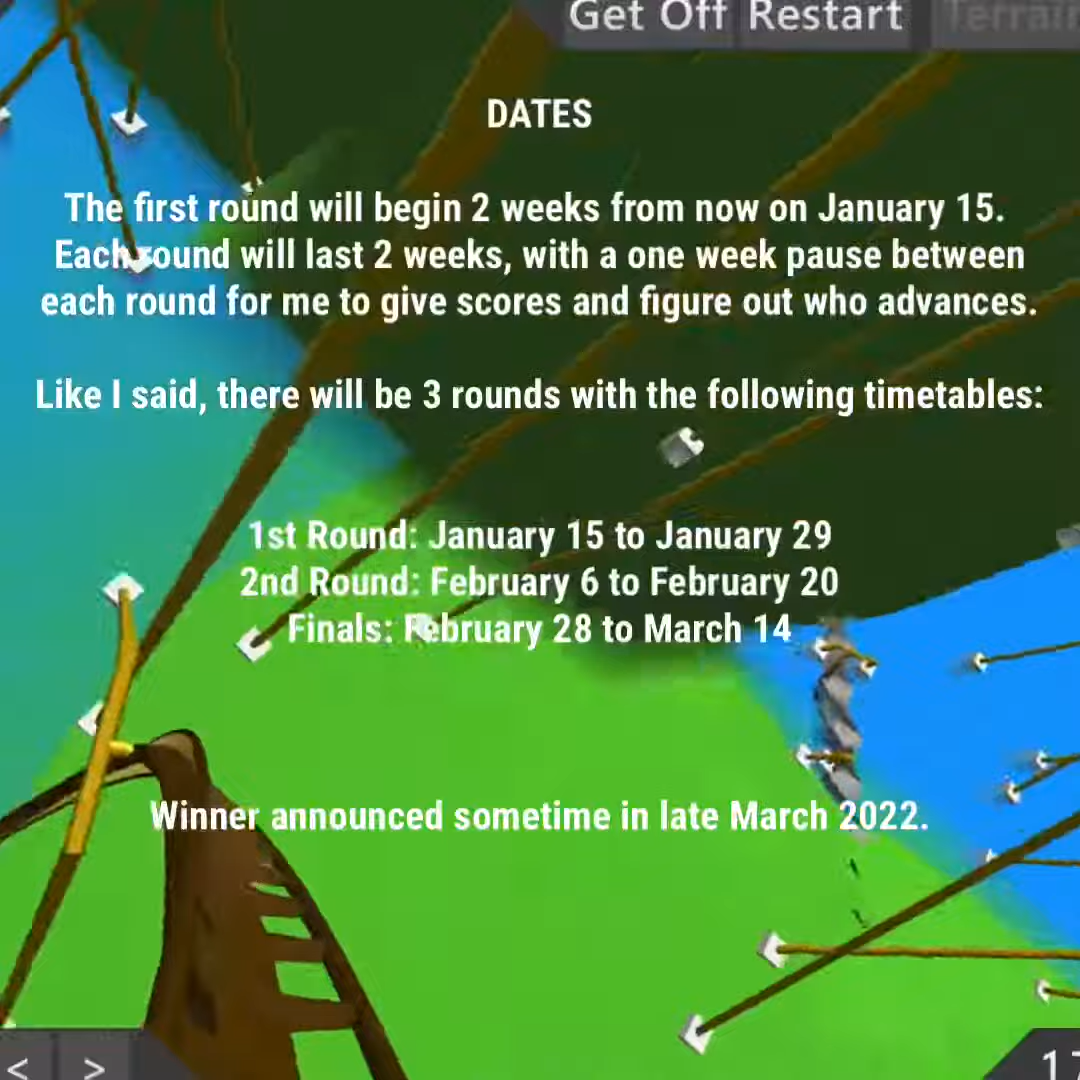 Get Off Restart Terrain
DATES
The first round will begin 2 weeks from now on January 15.
Each round will last 2 weeks, with a one week pause between
each round for me to give scores and figure out who advances.
Like I said, there will be 3 rounds with the following timetables:
1st Round: January 15 to January 29
2nd Round: February 6 to February 20
Finals: February 28 to March 14
Winner announced sometime in late March 2022.
< > 17